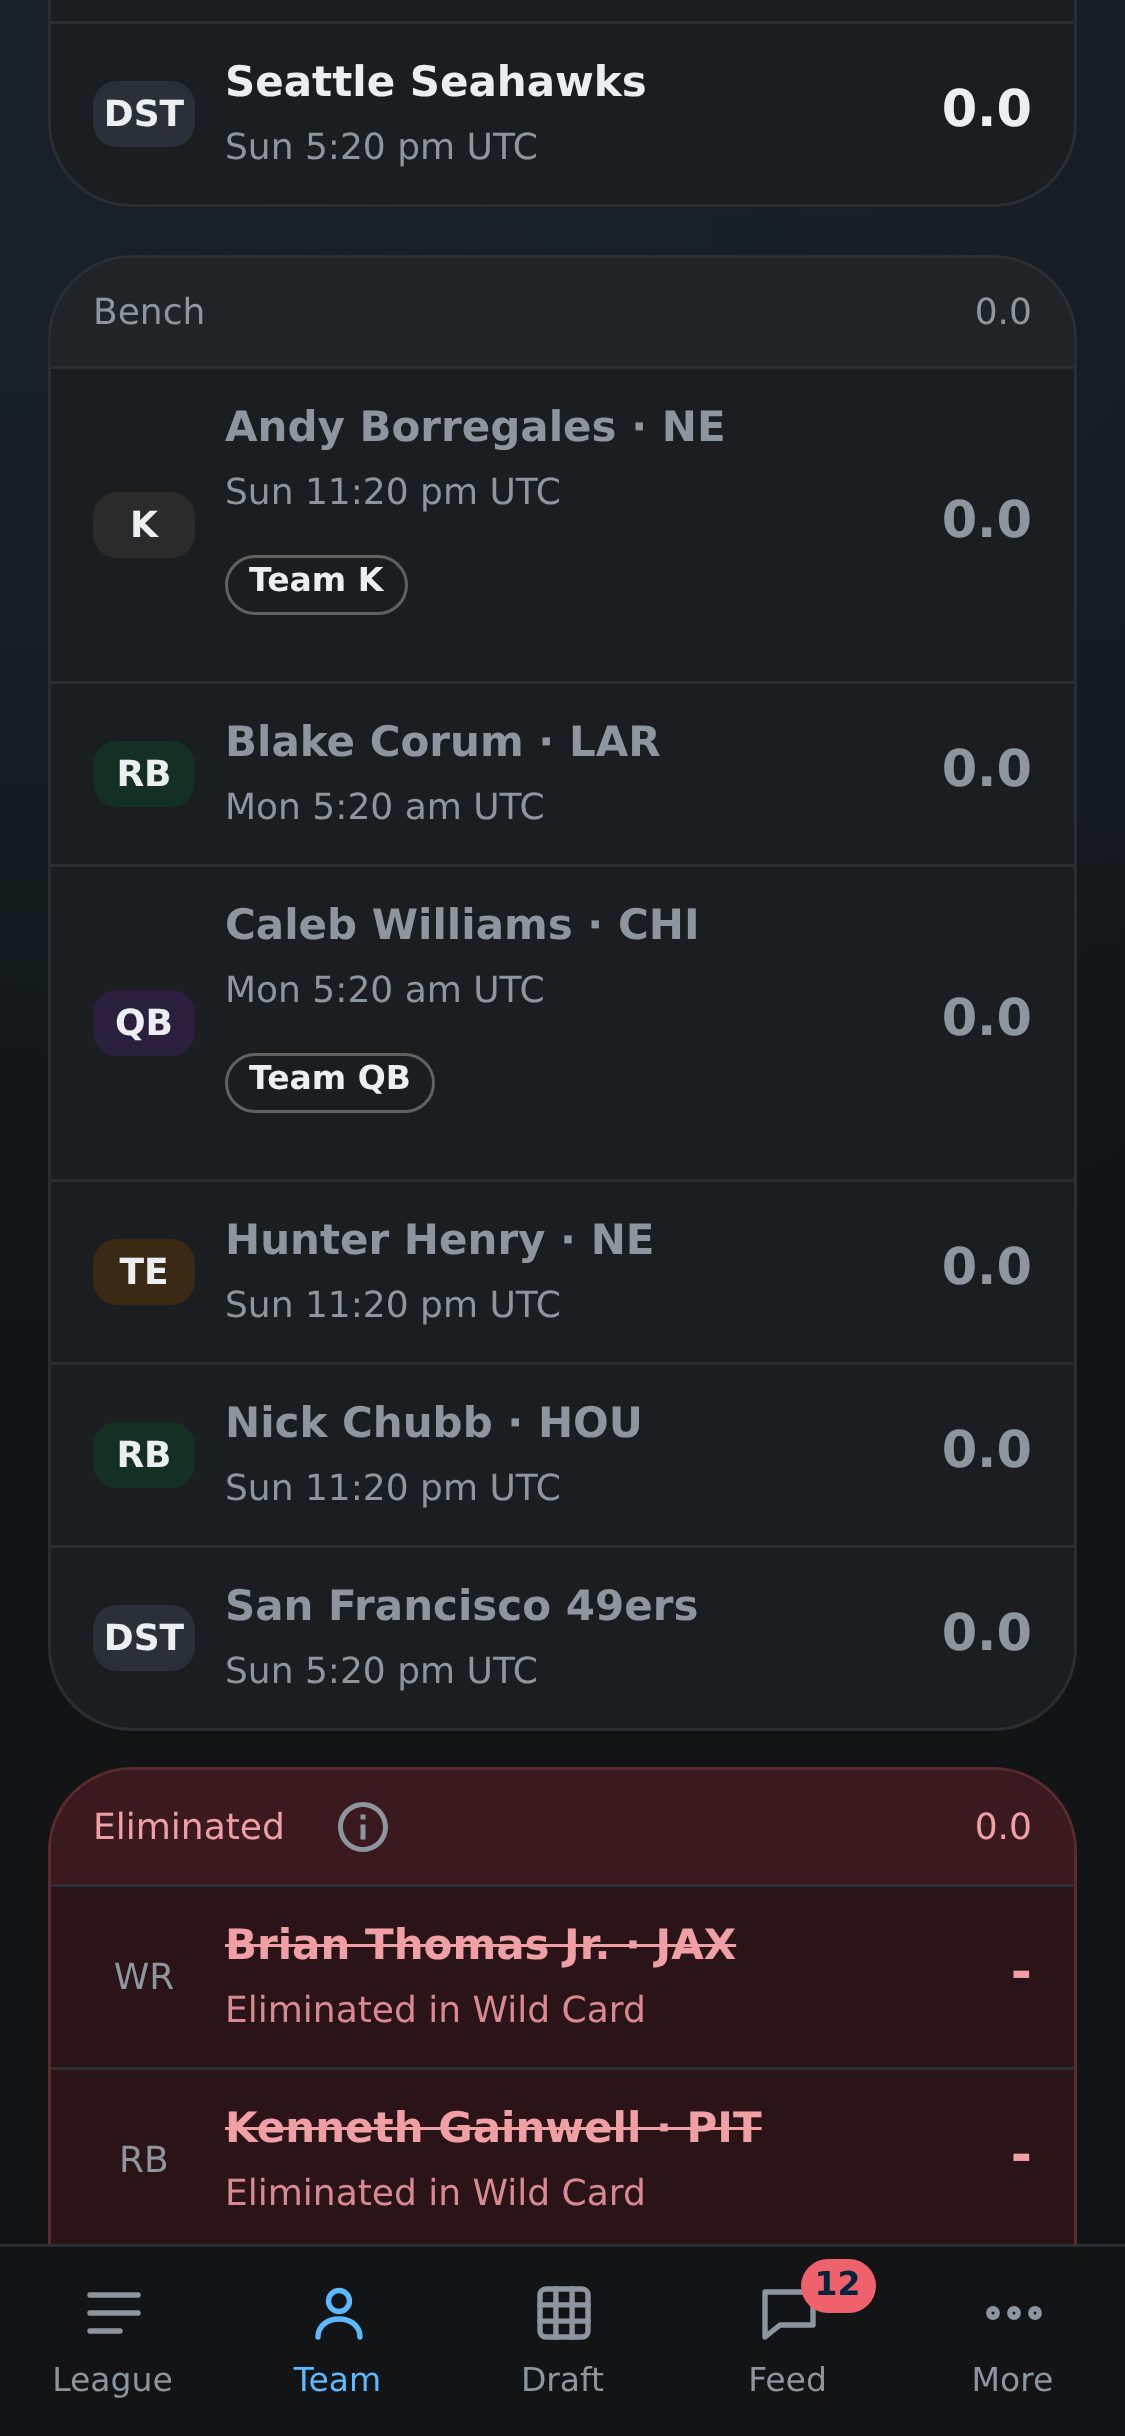 DST
Seattle Seahawks
Sun 5:20 pm UTC
0.0
Bench
0.0
K
Andy Borregales · NE
Sun 11:20 pm UTC
Team K
0.0
RB
Blake Corum · LAR
Mon 5:20 am UTC
0.0
QB
Caleb Williams · CHI
Mon 5:20 am UTC
Team QB
0.0
TE
Hunter Henry · NE
Sun 11:20 pm UTC
0.0
RB
Nick Chubb · HOU
Sun 11:20 pm UTC
0.0
DST
San Francisco 49ers
Sun 5:20 pm UTC
0.0
Eliminated
0.0
WR
Brian Thomas Jr. · JAX
Eliminated in Wild Card
-
RB
Kenneth Gainwell · PIT
Eliminated in Wild Card
-
12
League
Team
Draft
Feed
More